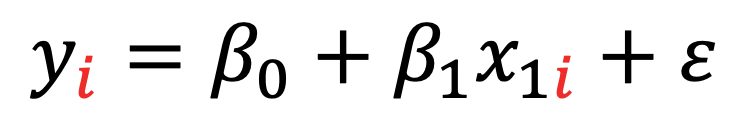 yᵢ = β₀ + β₁x₁ᵢ + ε